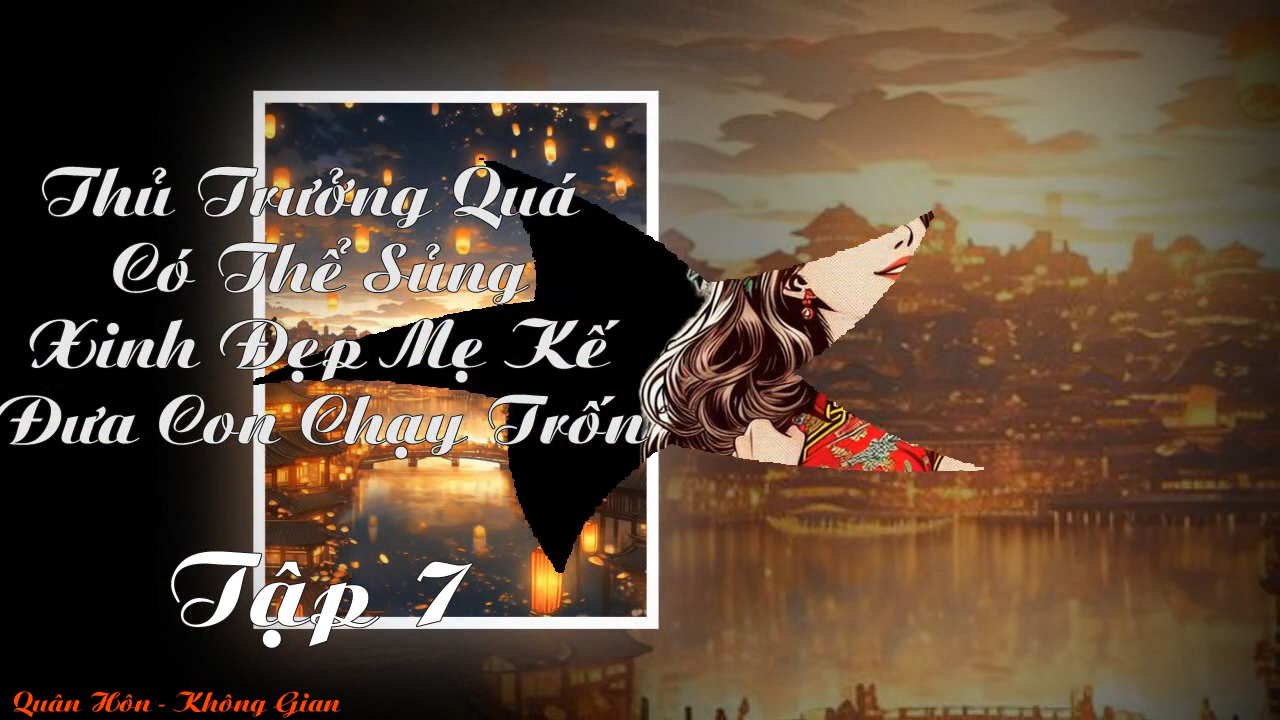 Thủ Trưởng Quá
Có Thể Sủng
Xinh Đẹp Mẹ Kế
Đưa Con Chạy Trốn
Tập 7
Quân Hôn - Không Gian